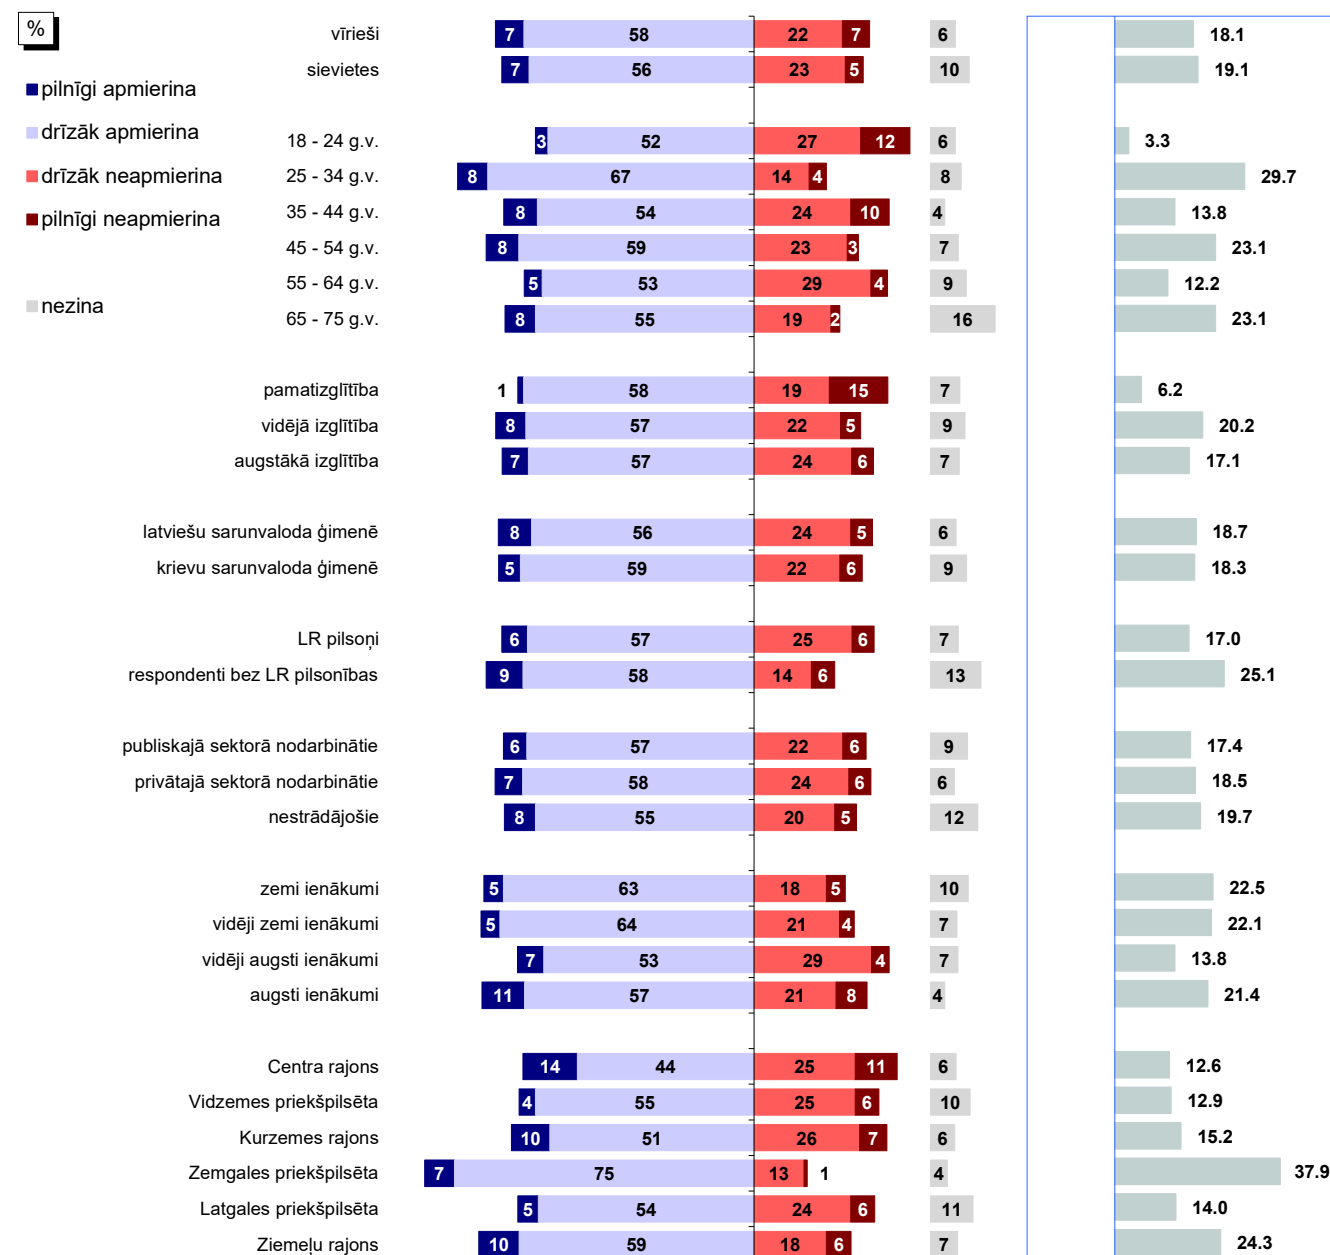 %
pilnīgi apmierina
drīzāk apmierina
drīzāk neapmierina
pilnīgi neapmierina
nezina
vīrieši 7 58 22 7 6 18.1
sievietes 7 56 23 5 10 19.1
18 - 24 g.v. 3 52 27 12 6 3.3
25 - 34 g.v. 8 67 14 4 8 29.7
35 - 44 g.v. 8 54 24 10 4 13.8
45 - 54 g.v. 8 59 23 3 7 23.1
55 - 64 g.v. 5 53 29 4 9 12.2
65 - 75 g.v. 8 55 19 2 16 23.1
pamatizglītība 1 58 19 15 7 6.2
vidējā izglītība 8 57 22 5 9 20.2
augstākā izglītība 7 57 24 6 7 17.1
latviešu sarunvaloda ģimenē 8 56 24 5 6 18.7
krievu sarunvaloda ģimenē 5 59 22 6 9 18.3
LR pilsoņi 6 57 25 6 7 17.0
respondenti bez LR pilsonības 9 58 14 6 13 25.1
publiskajā sektorā nodarbinātie 6 57 22 6 9 17.4
privātajā sektorā nodarbinātie 7 58 24 6 6 18.5
nestrādājošie 8 55 20 5 12 19.7
zemi ienākumi 5 63 18 5 10 22.5
vidēji zemi ienākumi 5 64 21 4 7 22.1
vidēji augsti ienākumi 7 53 29 4 7 13.8
augsti ienākumi 11 57 21 8 4 21.4
Centra rajons 14 44 25 11 6 12.6
Vidzemes priekšpilsēta 4 55 25 6 10 12.9
Kurzemes rajons 10 51 26 7 6 15.2
Zemgales priekšpilsēta 7 75 13 1 4 37.9
Latgales priekšpilsēta 5 54 24 6 11 14.0
Ziemeļu rajons 10 59 18 6 7 24.3